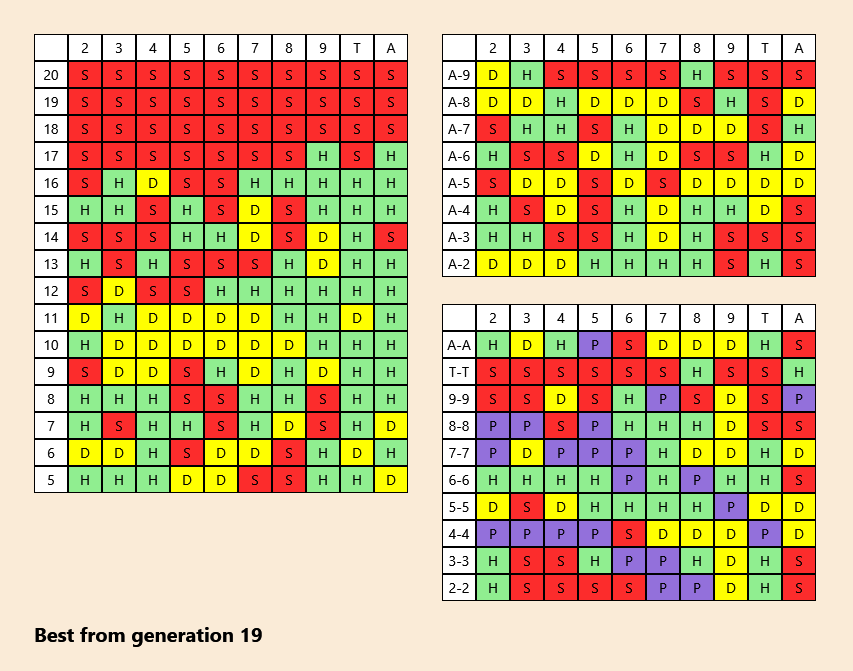 2 3 4 5 6 7 8 9 T A
20 S S S S S S S S S S
19 S S S S S S S S S S
18 S S S S S S S S S S
17 S S S S S S S H S H
16 S H D S S H H H H H
15 H H S H S D S H H H
14 S S S H H D S D H S
13 H S H S S S H D H H
12 S D S S H H H H H H
11 D H D D D D H H D H
10 H D D D D D D H H H
9 S D D S H D H D H H
8 H H H S S H H S H H
7 H S H H S H D S H D
6 D D H S D D S H D H
5 H H H D D S S H H D
2 3 4 5 6 7 8 9 T A
A-9 D H S S S S H S S S
A-8 D D H D D D S H S D
A-7 S H H S H D D D S H
A-6 H S S D H D S S H D
A-5 S D D S D S D D D D
A-4 H S D S H D H H D S
A-3 H H S S H D H S S S
A-2 D D D H H H H S H S
2 3 4 5 6 7 8 9 T A
A-A H D H P S D D D H S
T-T S S S S S S H S S H
9-9 S S D S H P S D S P
8-8 P P S P H H H D S S
7-7 P D P P P H D D H D
6-6 H H H H P H P H H S
5-5 D S D H H H H P D D
4-4 P P P P S D D D P D
3-3 H S S H P P H D H S
2-2 H S S S S P P D H S
Best from generation 19